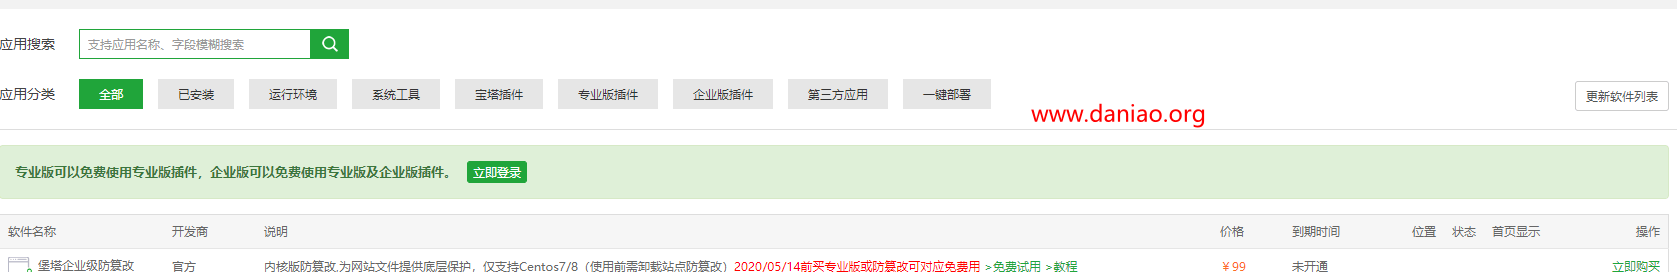 应用搜索 支持应用名称、字段模糊搜索
应用分类 全部 已安装 运行环境 系统工具 宝塔插件 专业版插件 企业版插件 第三方应用 一键部署 更新软件列表
www.daniao.org
专业版可以免费使用专业版插件，企业版可以免费使用专业版及企业版插件。 立即登录
软件名称 开发商 说明 价格 到期时间 位置 状态 首页显示 操作
堡塔企业级防篡改 官方 内核版防篡改,为网站文件提供底层保护，仅支持Centos7/8（使用前需卸载站点防篡改）2020/05/14前买专业版或防篡改可对应免费用 >免费试用 >教程 ￥99 未开通 立即购买